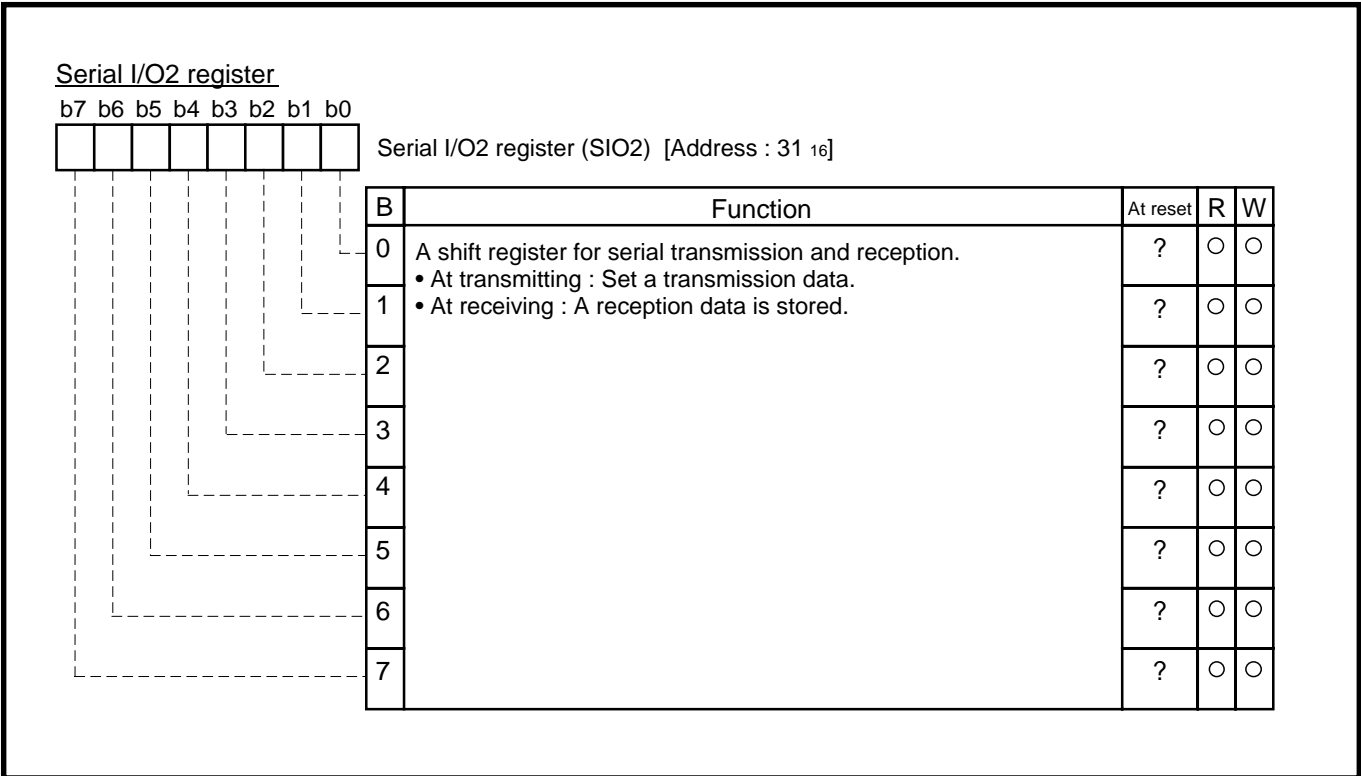 Serial I/O2 register
b7 b6 b5 b4 b3 b2 b1 b0
Serial I/O2 register (SIO2) [Address : 31 16]
B Function At reset R W
0 A shift register for serial transmission and reception. ? ○ ○
• At transmitting : Set a transmission data.
1 • At receiving : A reception data is stored. ? ○ ○
2 ? ○ ○
3 ? ○ ○
4 ? ○ ○
5 ? ○ ○
6 ? ○ ○
7 ? ○ ○